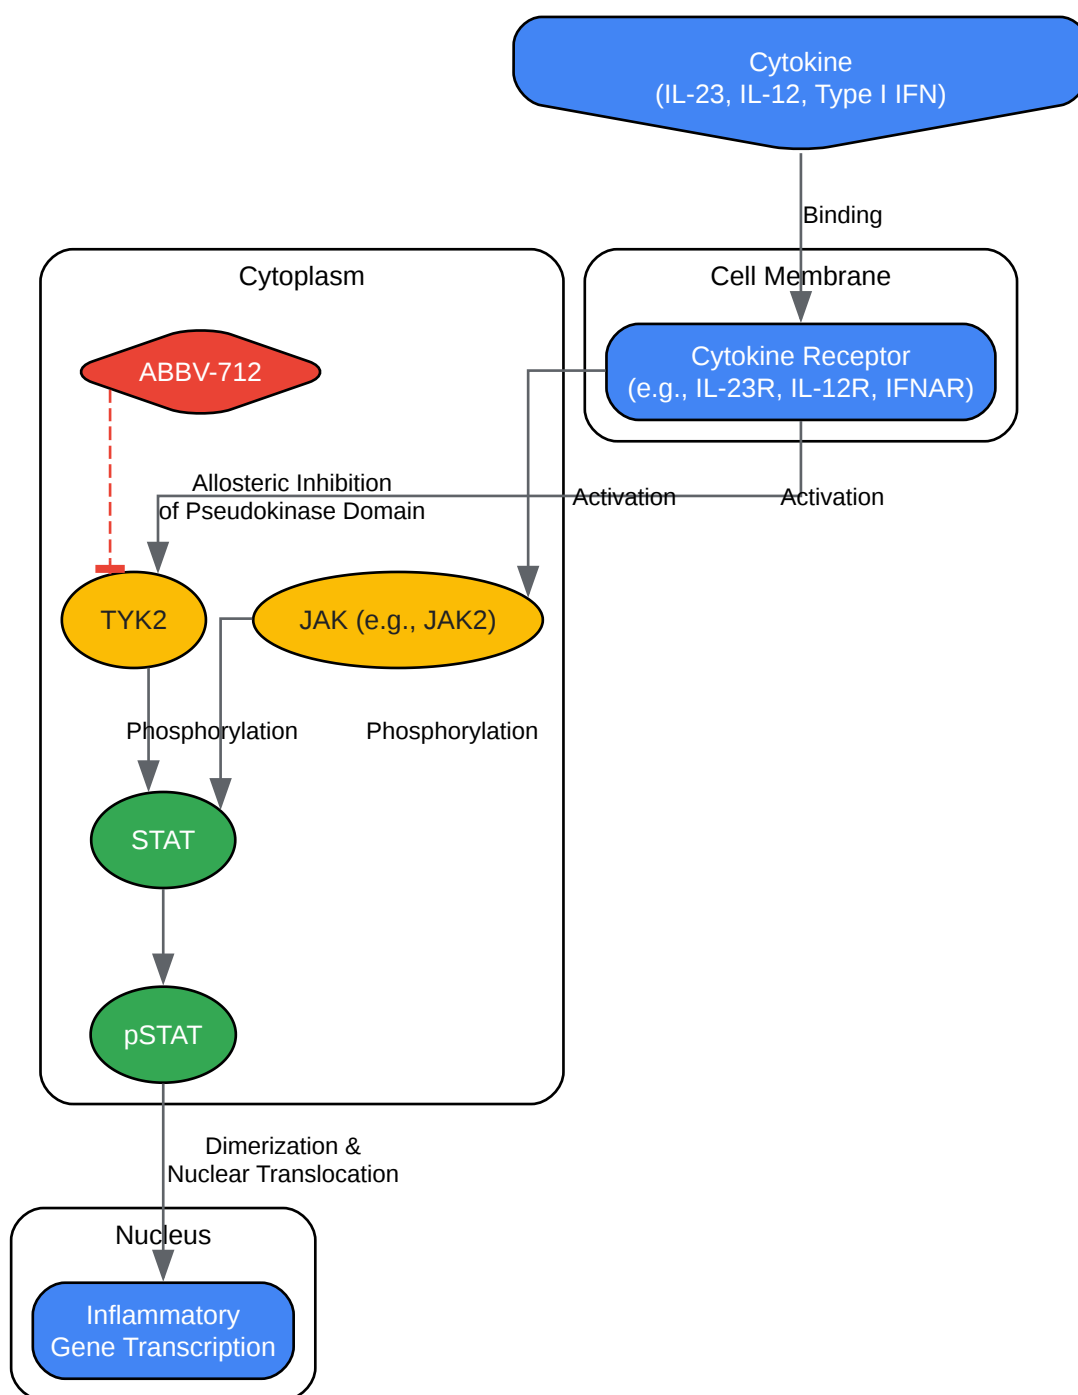 Cytokine
(IL-23, IL-12, Type I IFN)
Binding
Cytoplasm
Cell Membrane
ABBV-712
Cytokine Receptor
(e.g., IL-23R, IL-12R, IFNAR)
Allosteric Inhibition
of Pseudokinase Domain
Activation
Activation
TYK2
JAK (e.g., JAK2)
Phosphorylation
Phosphorylation
STAT
pSTAT
Dimerization &
Nuclear Translocation
Nucleus
Inflammatory
Gene Transcription